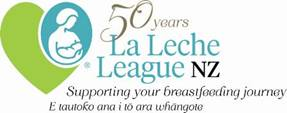 50 years
La Leche
® League NZ
Supporting your breastfeeding journey
E tautoko ana i tō ara whāngote